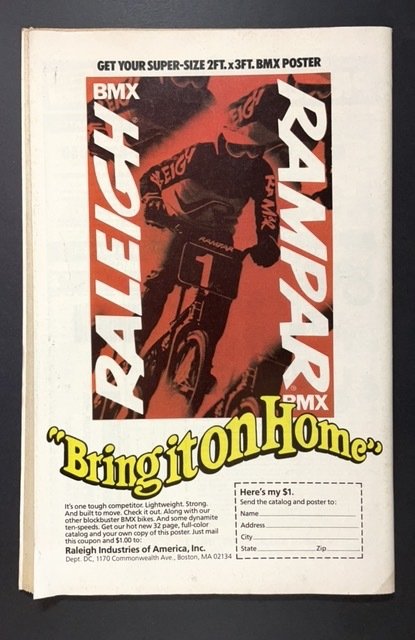 GET YOUR SUPER-SIZE 2FT. x 3FT. BMX POSTER
BMX
RALEIGH®
RAMPAR®
BMX
RALEIGH
RAMPAR
RAMPAR
1
"Bring it on Home"
It's one tough competitor. Lightweight. Strong.
And built to move. Check it out. Along with our
other blockbuster BMX bikes. And some dynamite
ten-speeds. Get our hot new 32 page, full-color
catalog and your own copy of this poster. Just mail
this coupon and $1.00 to:
Raleigh Industries of America, Inc.
Dept. DC, 1170 Commonwealth Ave., Boston, MA 02134
Here's my $1.
Send the catalog and poster to:
Name
Address
City
State Zip